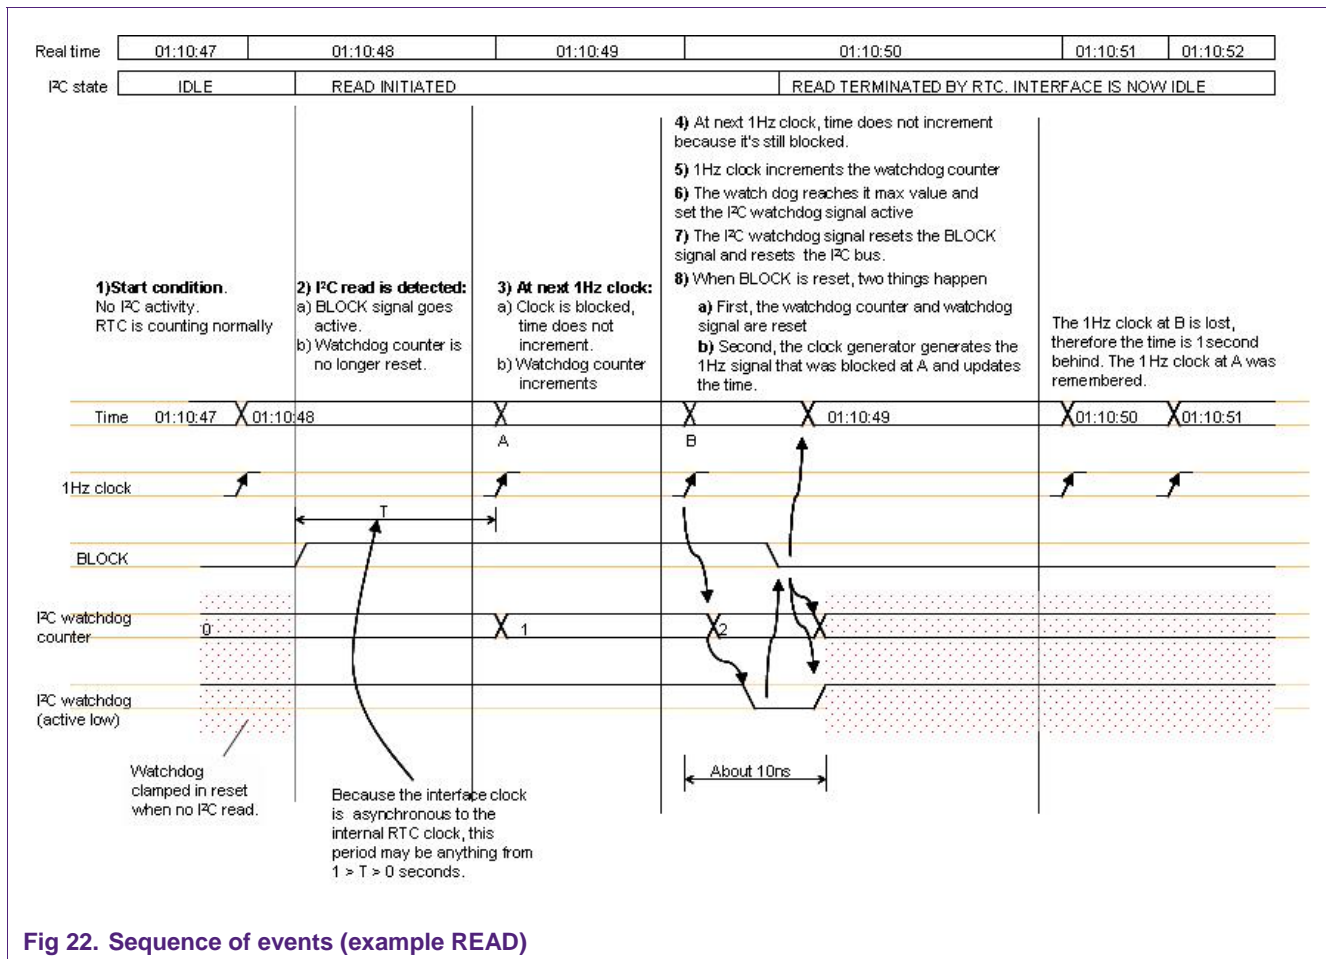 Real time 01:10:47 01:10:48 01:10:49 01:10:50 01:10:51 01:10:52
I²C state IDLE READ INITIATED READ TERMINATED BY RTC. INTERFACE IS NOW IDLE
1)Start condition.
No I²C activity.
RTC is counting normally
2) I²C read is detected:
a) BLOCK signal goes
active.
b) Watchdog counter is
no longer reset.
3) At next 1Hz clock:
a) Clock is blocked,
time does not
increment.
b) Watchdog counter
increments
4) At next 1Hz clock, time does not increment
because it's still blocked.
5) 1Hz clock increments the watchdog counter
6) The watch dog reaches it max value and
set the I²C watchdog signal active
7) The I²C watchdog signal resets the BLOCK
signal and resets the I²C bus.
8) When BLOCK is reset, two things happen
a) First, the watchdog counter and watchdog
signal are reset
b) Second, the clock generator generates the
1Hz signal that was blocked at A and updates
the time.
The 1Hz clock at B is lost,
therefore the time is 1second
behind. The 1Hz clock at A was
remembered.
Time 01:10:47 01:10:48 01:10:49 01:10:50 01:10:51
A B
1Hz clock
T
BLOCK
I²C watchdog
counter
0 1 2
I²C watchdog
(active low)
Watchdog
clamped in reset
when no I²C read.
About 10ns
Because the interface clock
is asynchronous to the
internal RTC clock, this
period may be anything from
1 > T > 0 seconds.
Fig 22. Sequence of events (example READ)